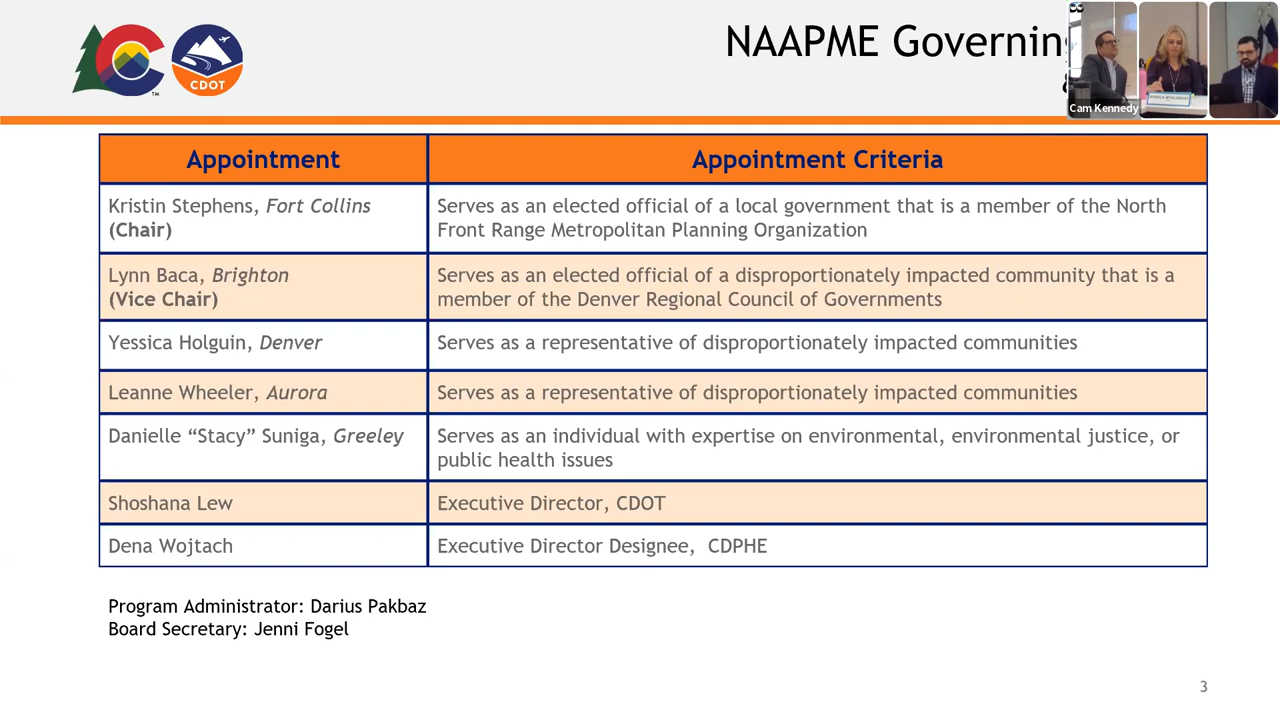 NAAPME Governing
CDOT
TM
Cam Kennedy
Appointment
Appointment Criteria
Kristin Stephens, Fort Collins
(Chair)
Serves as an elected official of a local government that is a member of the North
Front Range Metropolitan Planning Organization
Lynn Baca, Brighton
(Vice Chair)
Serves as an elected official of a disproportionately impacted community that is a
member of the Denver Regional Council of Governments
Yessica Holguin, Denver
Serves as a representative of disproportionately impacted communities
Leanne Wheeler, Aurora
Serves as a representative of disproportionately impacted communities
Danielle “Stacy” Suniga, Greeley
Serves as an individual with expertise on environmental, environmental justice, or
public health issues
Shoshana Lew
Executive Director, CDOT
Dena Wojtach
Executive Director Designee,  CDPHE
Program Administrator: Darius Pakbaz
Board Secretary: Jenni Fogel
3